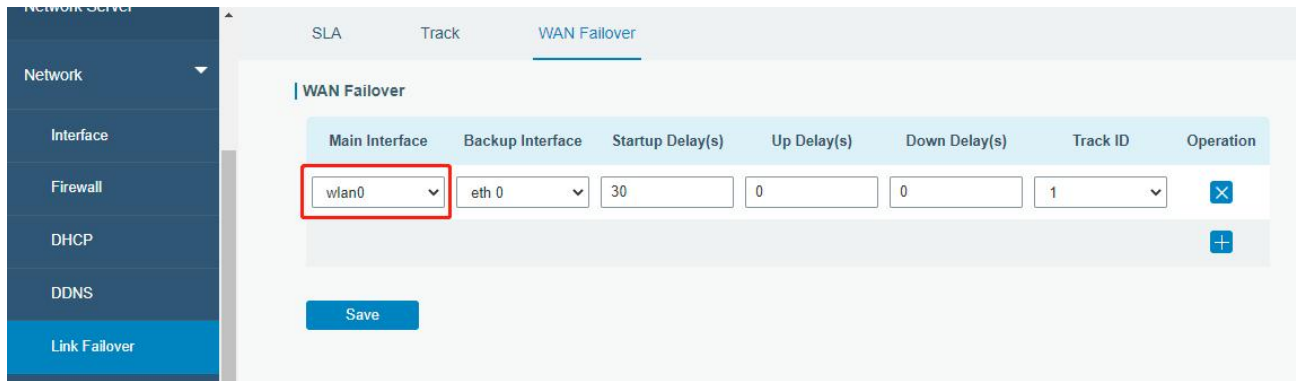 Network Server
SLA Track WAN Failover
Network
WAN Failover
Interface
Main Interface Backup Interface Startup Delay(s) Up Delay(s) Down Delay(s) Track ID Operation
Firewall
wlan0 eth 0 30 0 0 1
DHCP
DDNS
Save
Link Failover